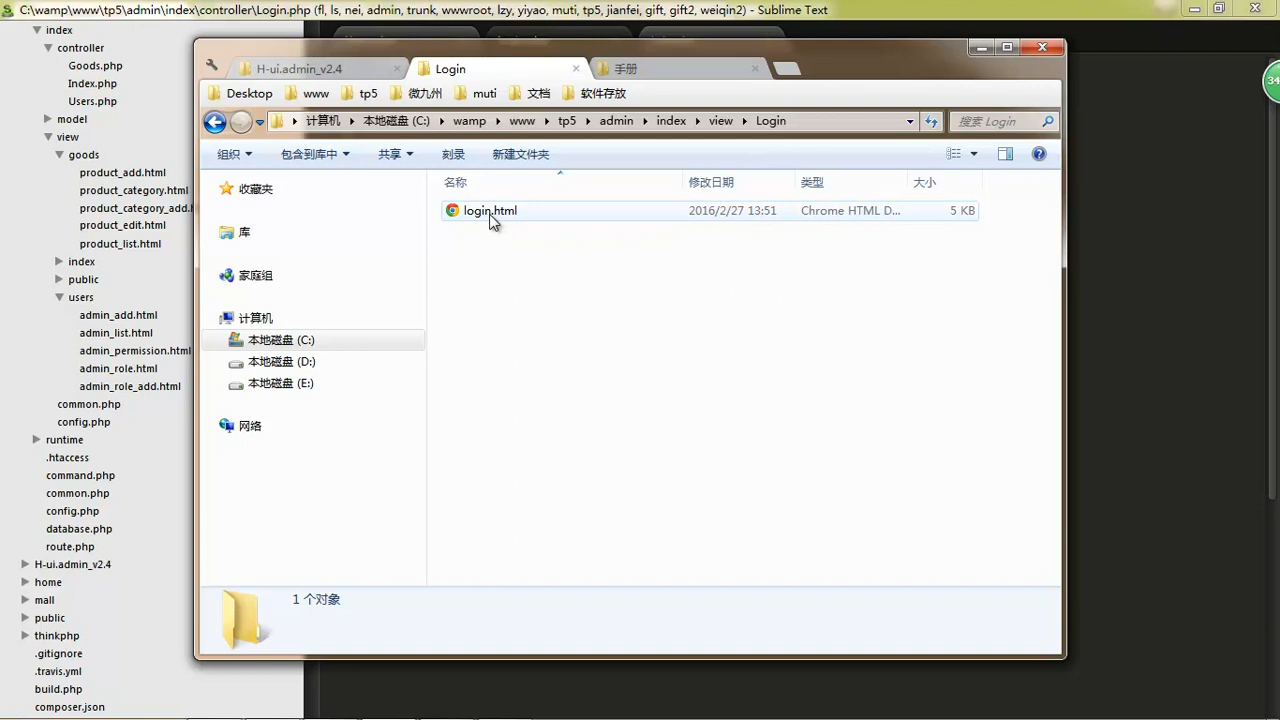 C:\wamp\www\tp5\admin\index\controller\Login.php (fl, ls, nei, admin, trunk, wwwroot, lzy, yiyao, muti, tp5, jianfei, gift, gift2, weiqin2) - Sublime Text
index
controller
Goods.php
Index.php
Users.php
model
view
goods
product_add.html
product_category.html
product_category_add.
product_edit.html
product_list.html
index
public
users
admin_add.html
admin_list.html
admin_permission.html
admin_role.html
admin_role_add.html
common.php
config.php
runtime
.htaccess
command.php
common.php
config.php
database.php
route.php
H-ui.admin_v2.4
home
mall
public
thinkphp
.gitignore
.travis.yml
build.php
composer.json
H-ui.admin_v2.4
Login
手册
Desktop www tp5 微九州 muti 文档 软件存放
计算机 本地磁盘 (C:) wamp www tp5 admin index view Login
搜索 Login
组织 包含到库中 共享 刻录 新建文件夹
收藏夹
库
家庭组
计算机
本地磁盘 (C:)
本地磁盘 (D:)
本地磁盘 (E:)
网络
名称 修改日期 类型 大小
login.html 2016/2/27 13:51 Chrome HTML D... 5 KB
1 个对象
34